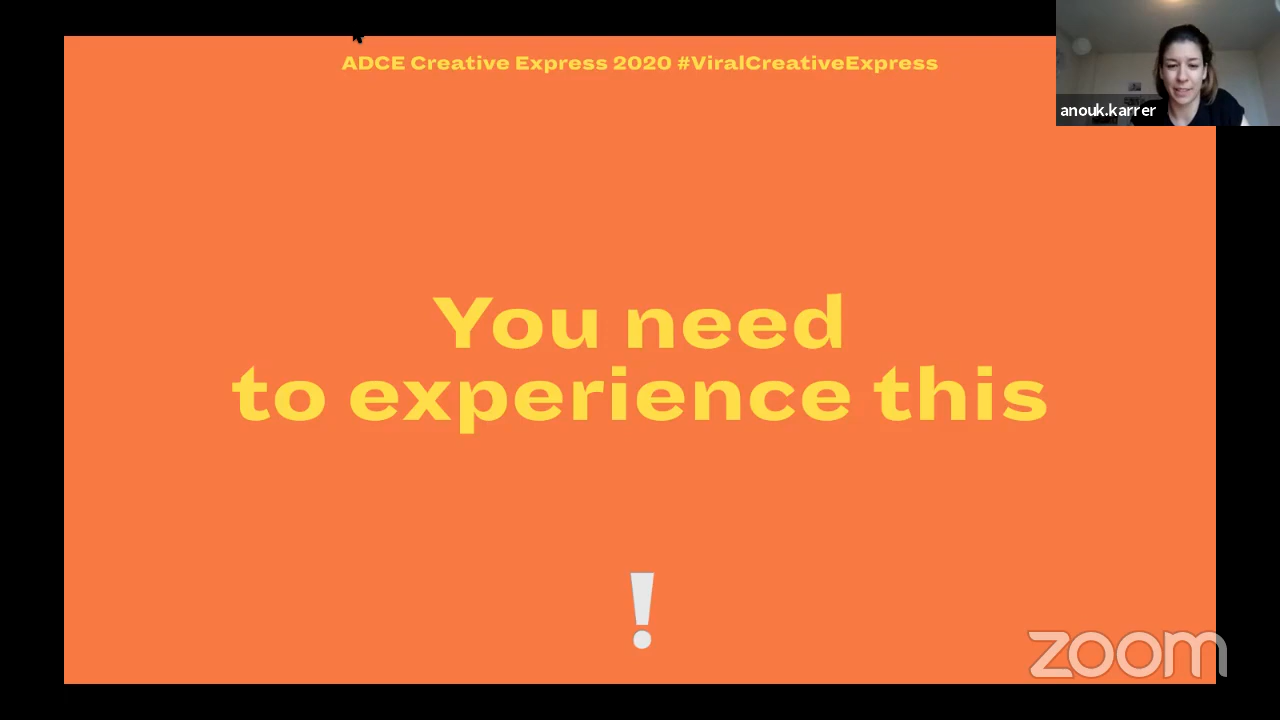 ADCE Creative Express 2020 #ViralCreativeExpress
anouk.karrer
You need
to experience this
!
zoom